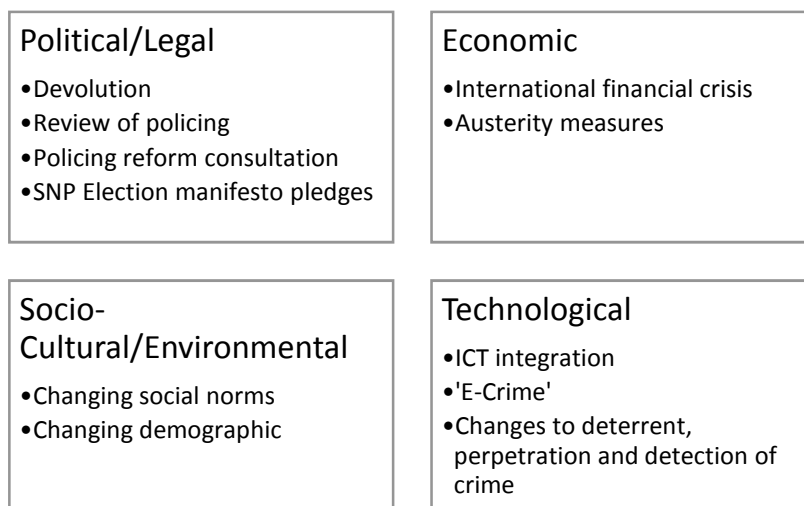 Political/Legal
•Devolution
•Review of policing
•Policing reform consultation
•SNP Election manifesto pledges
Economic
•International financial crisis
•Austerity measures
Socio-
Cultural/Environmental
•Changing social norms
•Changing demographic
Technological
•ICT integration
•'E-Crime'
•Changes to deterrent,
perpetration and detection of
crime